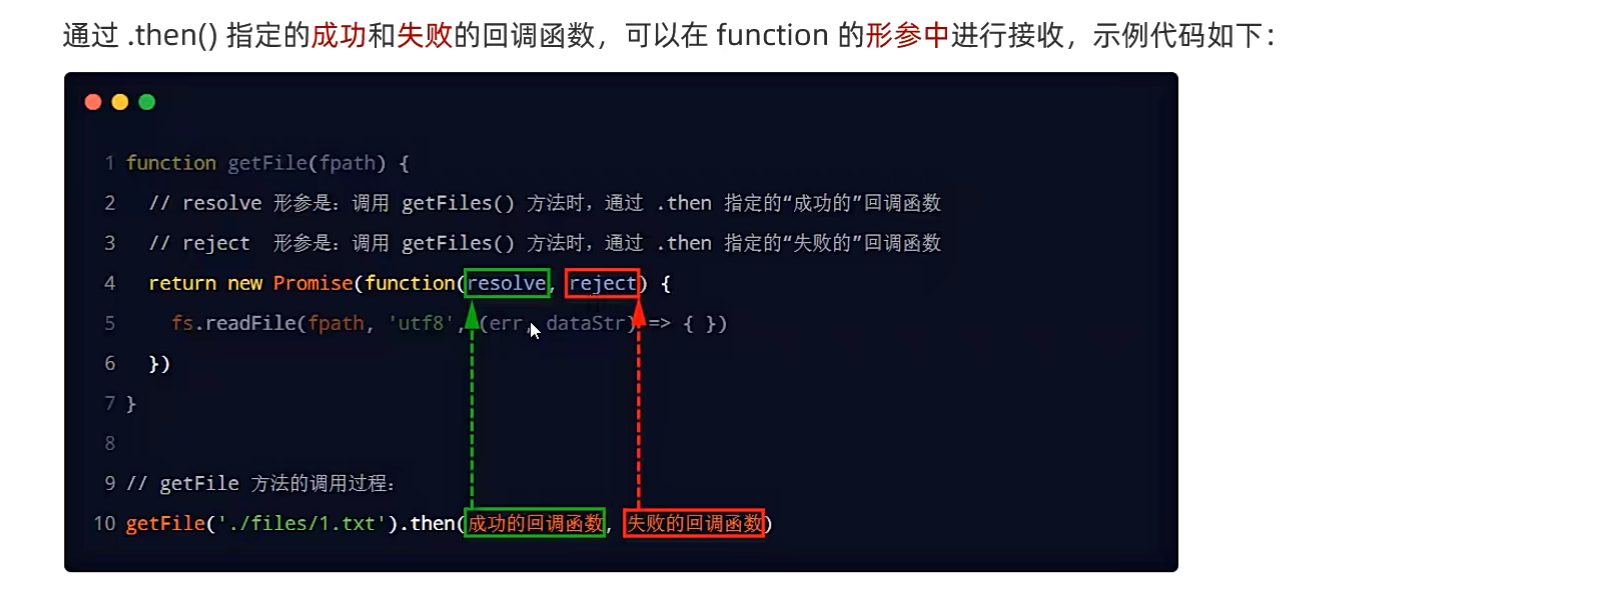 通过 .then() 指定的成功和失败的回调函数，可以在 function 的形参中进行接收，示例代码如下：
1 function getFile(fpath) {
2   // resolve 形参是：调用 getFiles() 方法时，通过 .then 指定的“成功的”回调函数
3   // reject  形参是：调用 getFiles() 方法时，通过 .then 指定的“失败的”回调函数
4   return new Promise(function(resolve, reject) {
5     fs.readFile(fpath, 'utf8', (err, dataStr) => { })
6   })
7 }
8
9 // getFile 方法的调用过程：
10 getFile('./files/1.txt').then(成功的回调函数, 失败的回调函数)